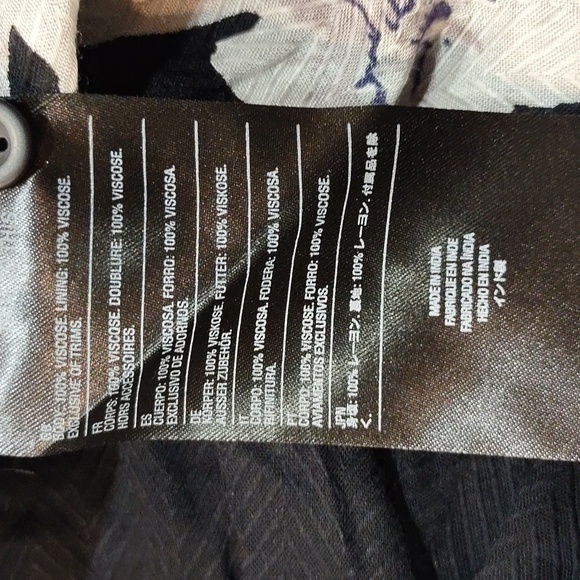 GB
BODY: 100% VISCOSE. LINING: 100% VISCOSE.
EXCLUSIVE OF TRIMS.
FR
CORPS: 100% VISCOSE. DOUBLURE: 100% VISCOSE.
HORS ACCESSOIRES.
ES
CUERPO: 100% VISCOSA. FORRO: 100% VISCOSA.
EXCLUSIVO DE ADORNOS.
DE
KÖRPER: 100% VISKOSE. FUTTER: 100% VISKOSE.
AUSSER ZUBEHÖR.
IT
CORPO: 100% VISCOSA. FODERA: 100% VISCOSA.
RIFINITURA.
PT
CORPO: 100% VISCOSE. FORRO: 100% VISCOSE.
AVIAMENTOS EXCLUSIVOS.
JPN
身頃: 100% レーヨン. 裏地: 100% レーヨン. 付属品を除
く.
MADE IN INDIA
FABRIQUE EN INDE
FABRICADO NA ÍNDIA
HECHO EN INDIA
インド製